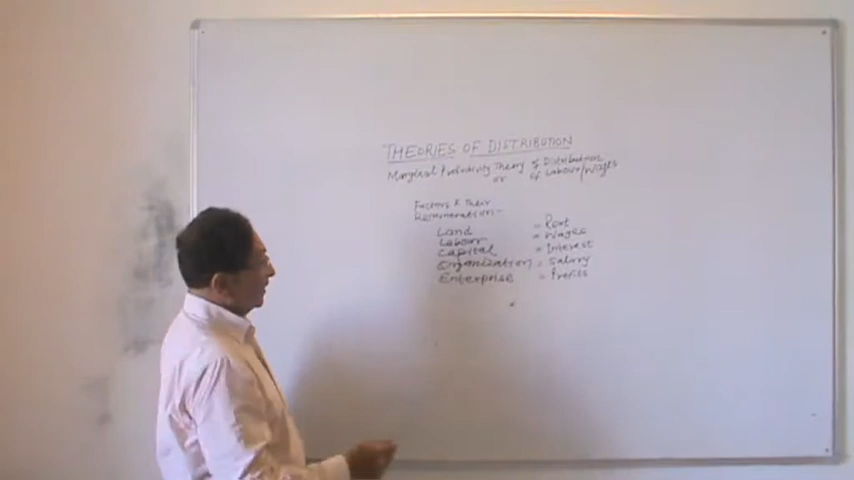 THEORIES OF DISTRIBUTION
Marginal Productivity Theory of Distribution
or of Labour/Wages
Factors & Their
Remuneration:-
Land = Rent
Labour = Wages
Capital = Interest
Organization = Salary
Enterprise = Profits